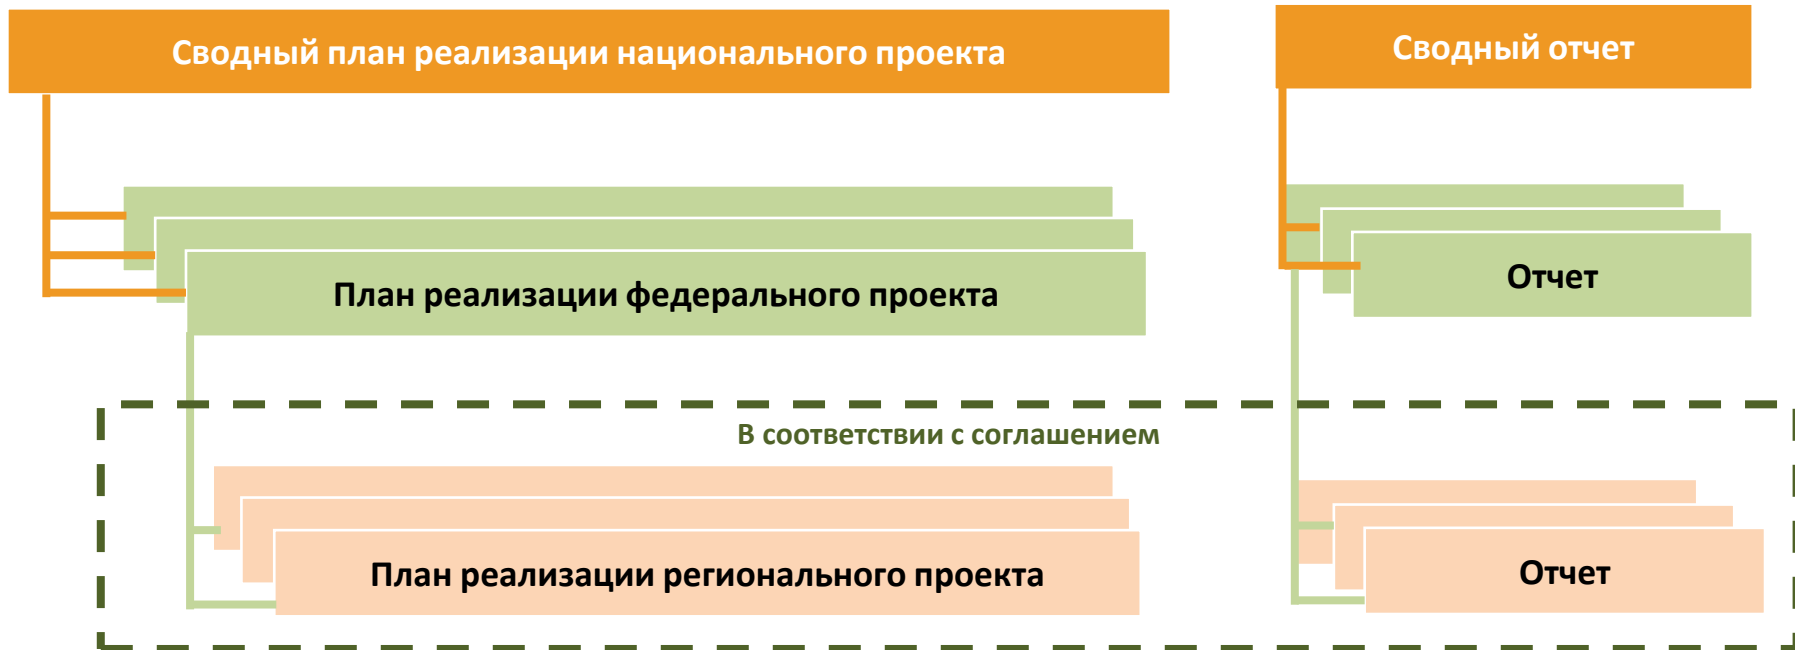 Сводный план реализации национального проекта
Сводный отчет
План реализации федерального проекта
Отчет
В соответствии с соглашением
План реализации регионального проекта
Отчет